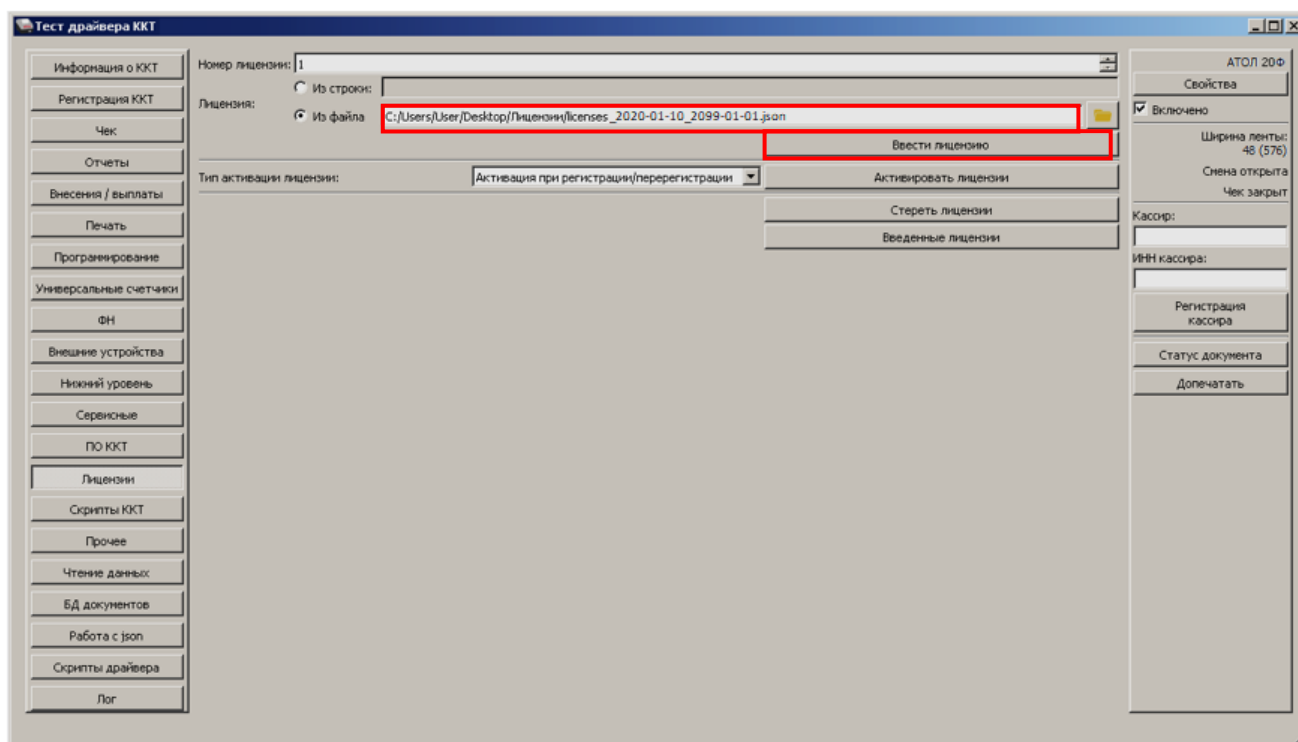 Тест драйвера ККТ
Информация о ККТ
Регистрация ККТ
Чек
Отчеты
Внесения / выплаты
Печать
Программирование
Универсальные счетчики
ФН
Внешние устройства
Нижний уровень
Сервисные
ПО ККТ
Лицензии
Скрипты ККТ
Прочее
Чтение данных
БД документов
Работа с json
Скрипты драйвера
Лог
Номер лицензии: 1
Лицензия:
Из строки:
Из файла C:/Users/User/Desktop/Лицензии/licenses_2020-01-10_2099-01-01.json
Ввести лицензию
Тип активации лицензии: Активация при регистрации/перерегистрации Активировать лицензии
Стереть лицензии
Введенные лицензии
АТОЛ 20Ф
Свойства
Включено
Ширина ленты:
48 (576)
Смена открыта
Чек закрыт
Кассир:
ИНН кассира:
Регистрация
кассира
Статус документа
Допечатать